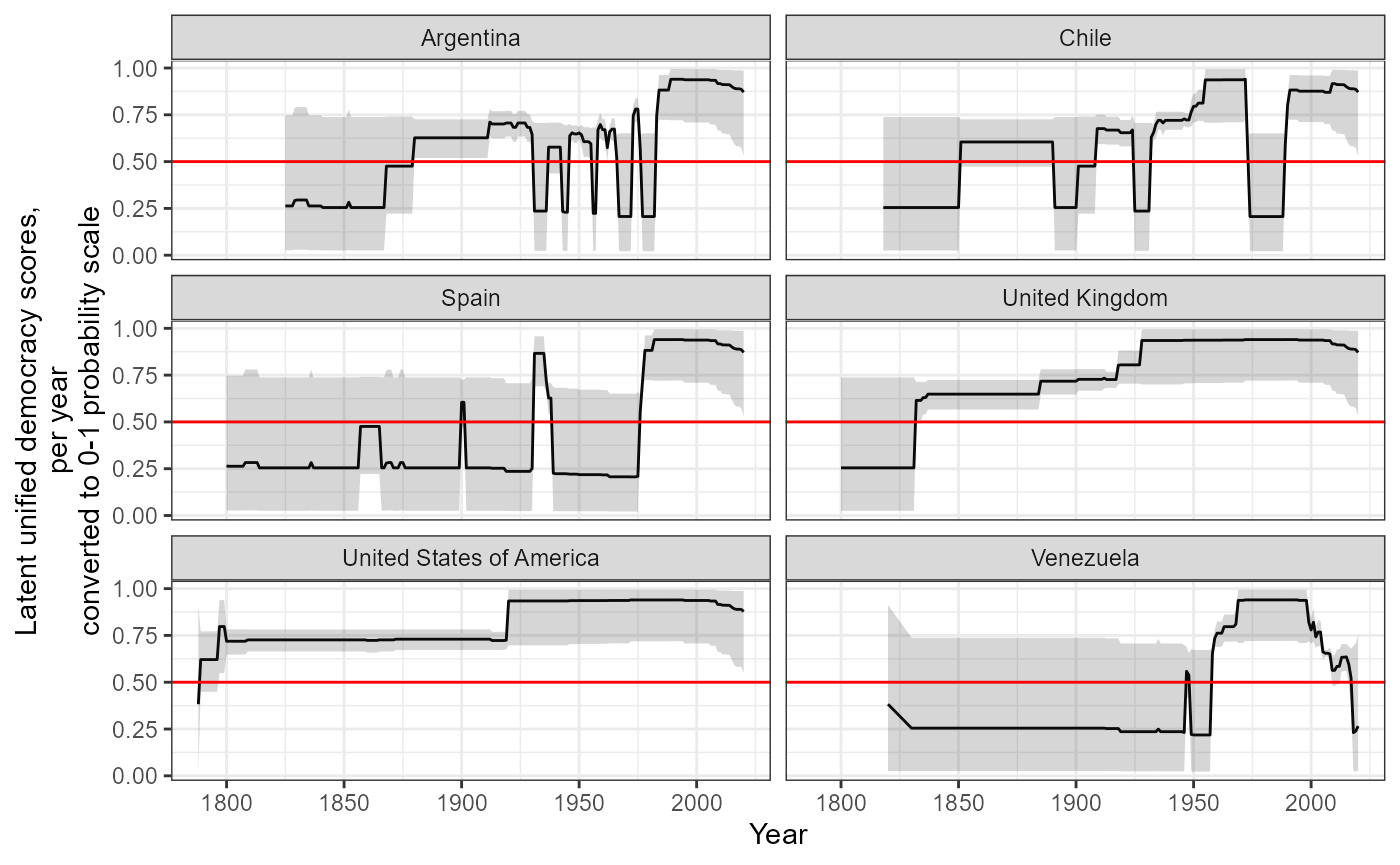 Latent unified democracy scores,
per year
converted to 0-1 probability scale
Argentina
Chile
1.00
0.75
0.50
0.25
0.00
Spain
United Kingdom
1.00
0.75
0.50
0.25
0.00
United States of America
Venezuela
1.00
0.75
0.50
0.25
0.00
1800 1850 1900 1950 2000
1800 1850 1900 1950 2000
Year